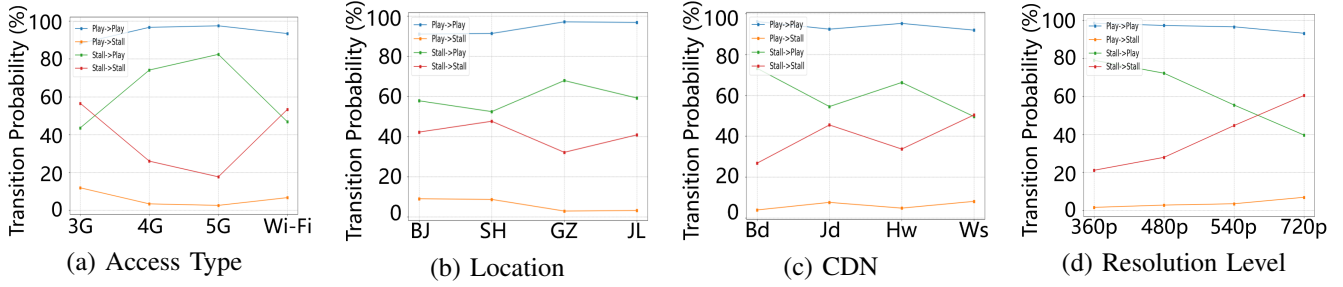 Transition Probability (%)
100
80
60
40
20
0
Play->Play
Play->Stall
Stall->Play
Stall->Stall
3G 4G 5G Wi-Fi
(a) Access Type
Transition Probability (%)
100
80
60
40
20
0
Play->Play
Play->Stall
Stall->Play
Stall->Stall
BJ SH GZ JL
(b) Location
Transition Probability (%)
100
80
60
40
20
0
Play->Play
Play->Stall
Stall->Play
Stall->Stall
Bd Jd Hw Ws
(c) CDN
Transition Probability (%)
100
80
60
40
20
0
Play->Play
Play->Stall
Stall->Play
Stall->Stall
360p 480p 540p 720p
(d) Resolution Level